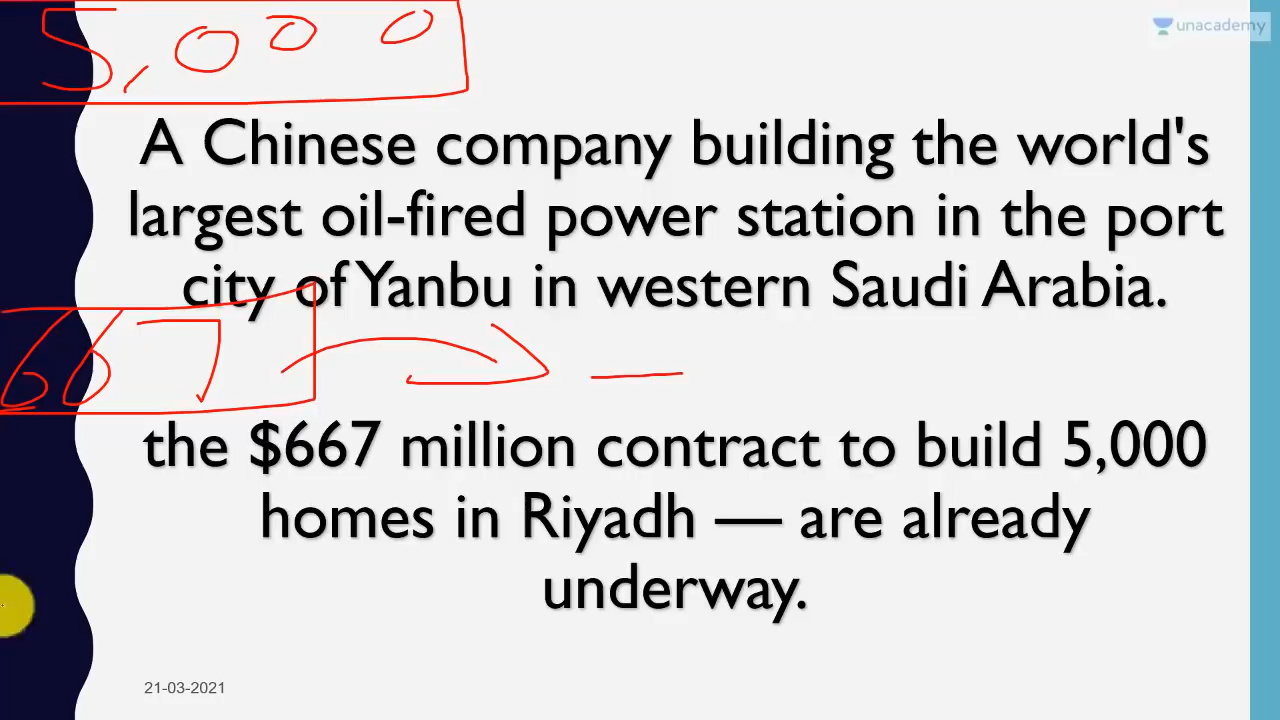 5,000
unacademy
A Chinese company building the world's
largest oil-fired power station in the port
city of Yanbu in western Saudi Arabia.
667
the $667 million contract to build 5,000
homes in Riyadh — are already
underway.
21-03-2021